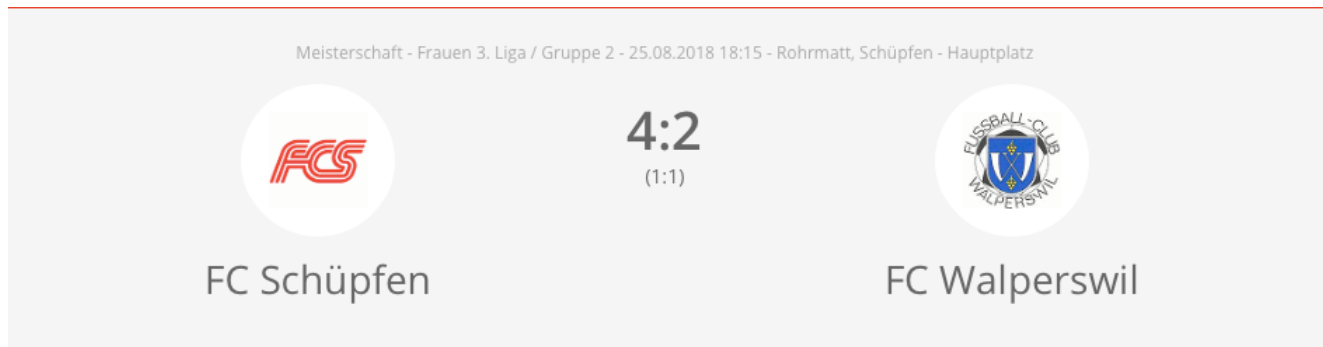 Meisterschaft - Frauen 3. Liga / Gruppe 2 - 25.08.2018 18:15 - Rohrmatt, Schüpfen - Hauptplatz
FCS
4:2
(1:1)
FUSSBALL-CLUB
WALPERSWIL
FC Schüpfen
FC Walperswil